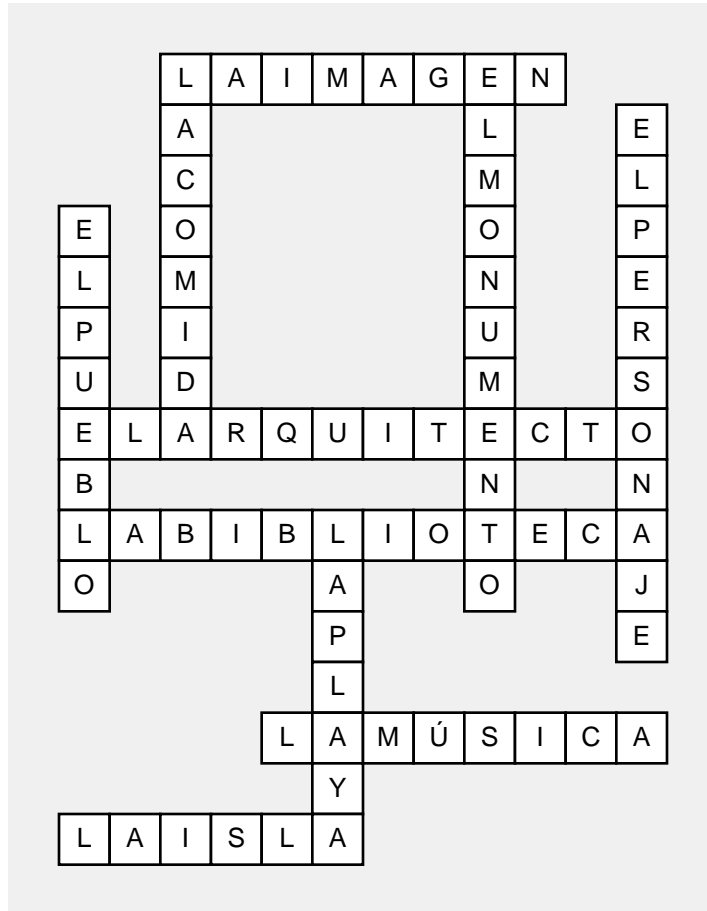 LAIMAGEN
LACOMIDA
ELMONUMENTO
ELPERSONAJE
ELPUEBLO
ELARQUITECTO
LABIBLIOTECA
LAPLAYA
LAMÚSICA
LAISLA